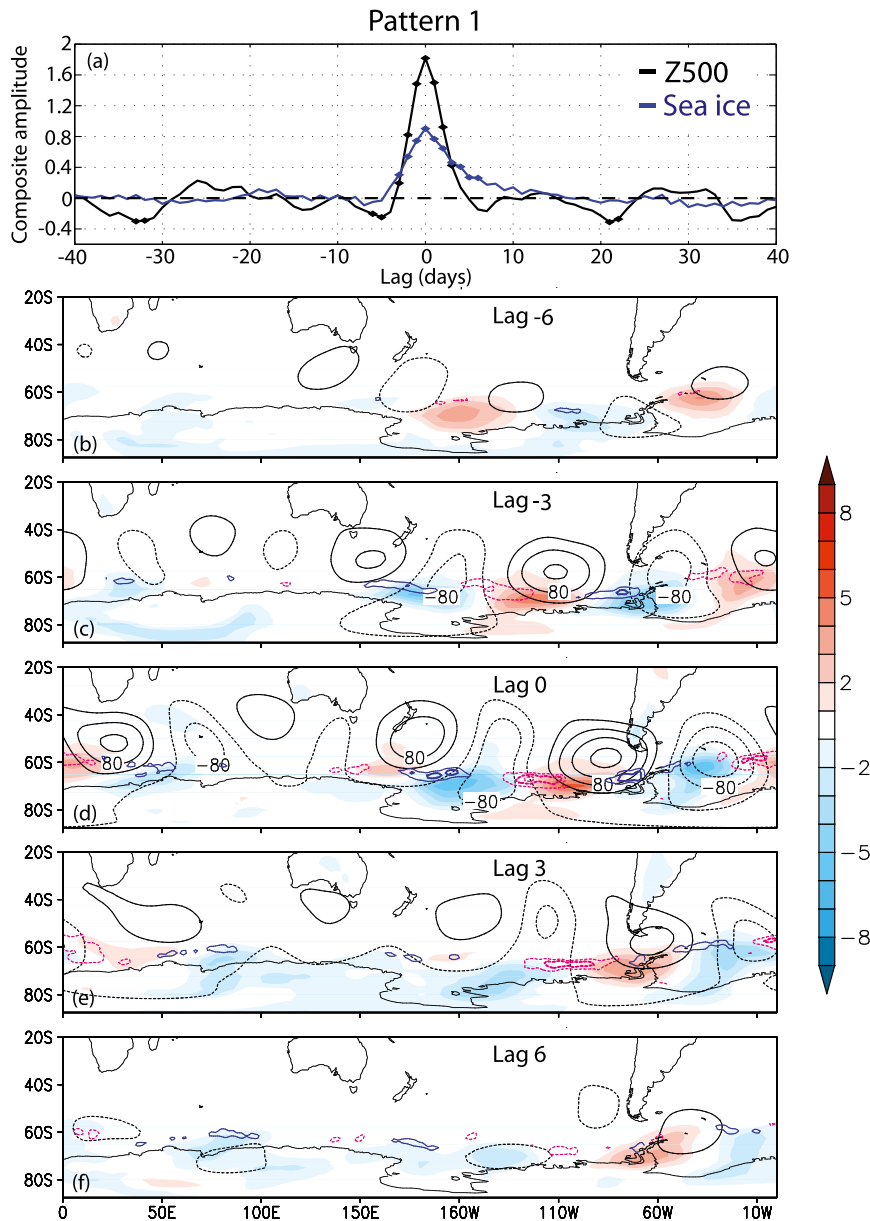 Pattern 1
Composite amplitude
2
1.6
1.2
0.8
0.4
0
-0.4
(a)
Z500
Sea ice
-40 -30 -20 -10 0 10 20 30 40
Lag (days)
20S
40S
60S
80S
Lag -6
(b)
20S
40S
60S
80S
Lag -3
-80 80 -80
(c)
20S
40S
60S
80S
Lag 0
80 -80 -80 80 -80
(d)
20S
40S
60S
80S
Lag 3
(e)
20S
40S
60S
80S
Lag 6
(f)
0 50E 100E 150E 160W 110W 60W 10W
8
5
2
-2
-5
-8